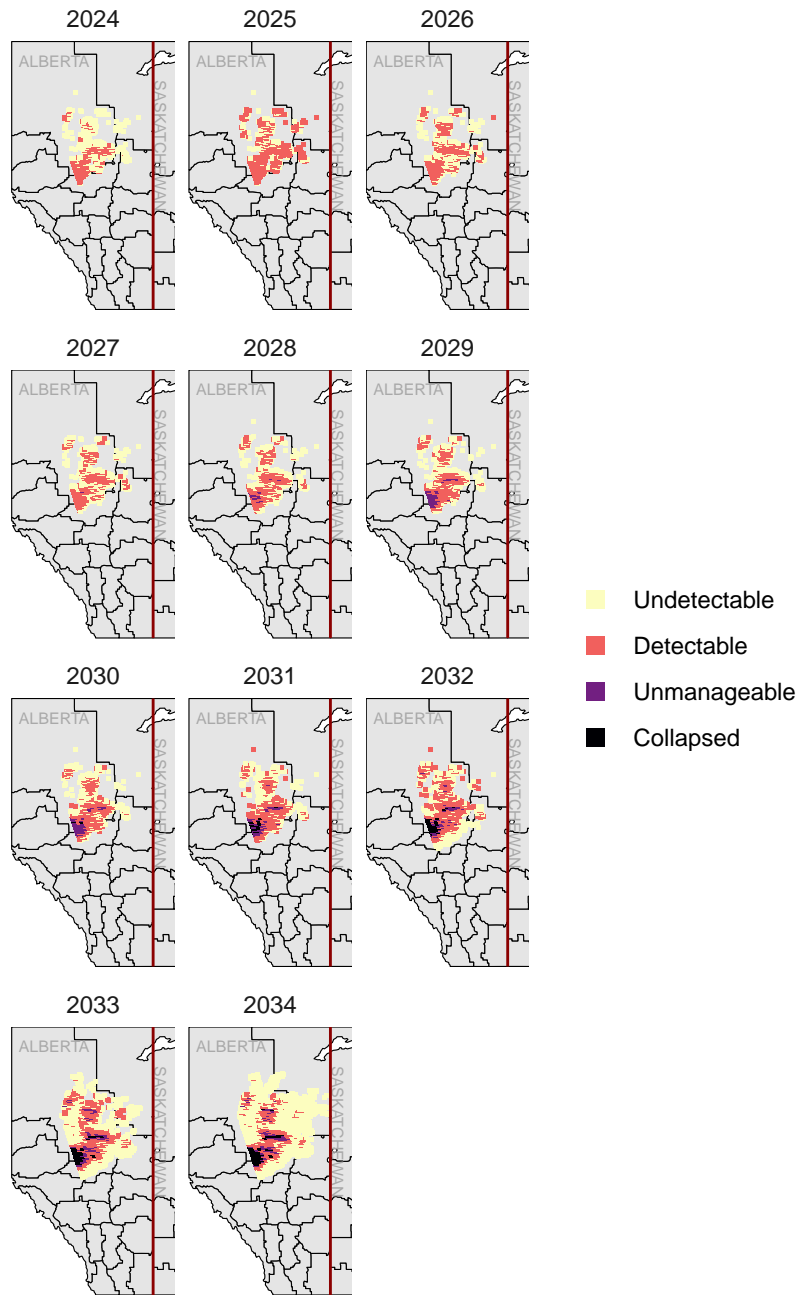 2024 2025 2026
ALBERTA ALBERTA ALBERTA
SASKATCHEWAN SASKATCHEWAN SASKATCHEWAN
2027 2028 2029
ALBERTA ALBERTA ALBERTA
SASKATCHEWAN SASKATCHEWAN SASKATCHEWAN
Undetectable
Detectable
Unmanageable
Collapsed
2030 2031 2032
ALBERTA ALBERTA ALBERTA
SASKATCHEWAN SASKATCHEWAN SASKATCHEWAN
2033 2034
ALBERTA ALBERTA
SASKATCHEWAN SASKATCHEWAN